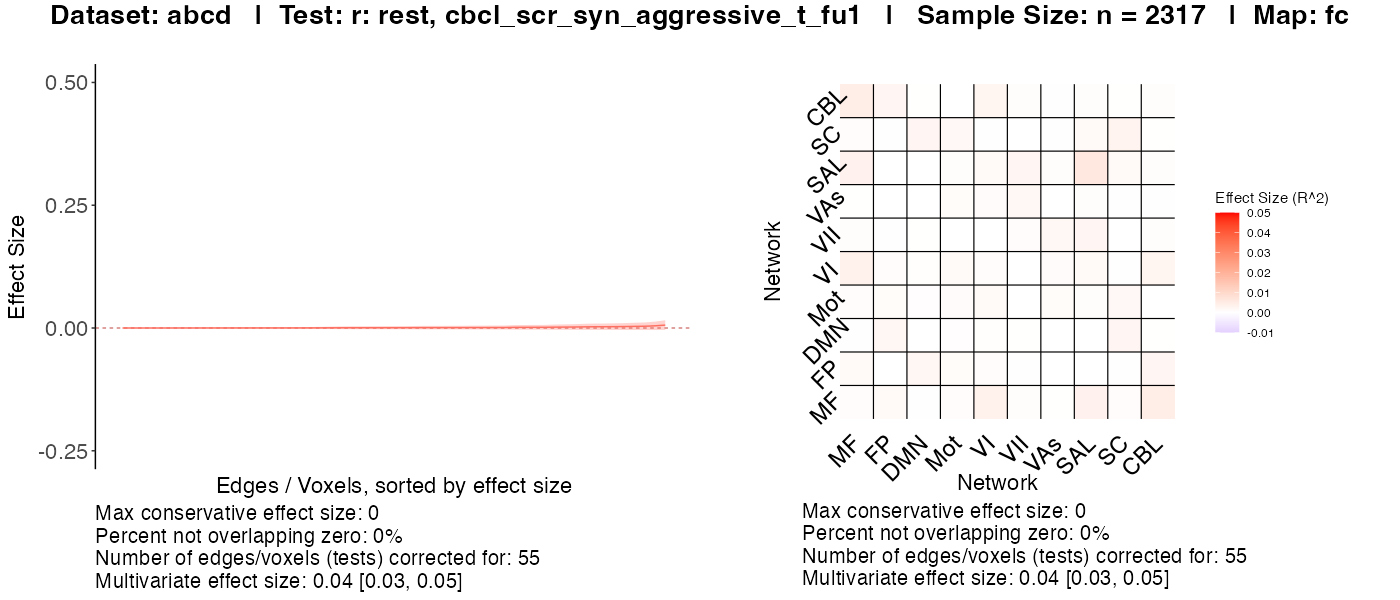 Dataset: abcd | Test: r: rest, cbcl_scr_syn_aggressive_t_fu1 | Sample Size: n = 2317 | Map: fc
Effect Size
0.50
0.25
0.00
-0.25
Edges / Voxels, sorted by effect size
Max conservative effect size: 0
Percent not overlapping zero: 0%
Number of edges/voxels (tests) corrected for: 55
Multivariate effect size: 0.04 [0.03, 0.05]
Network
CBL
SC
SAL
VAs
VII
VI
Mot
DMN
FP
MF
MF FP DMN Mot VI VII VAs SAL SC CBL
Network
Max conservative effect size: 0
Percent not overlapping zero: 0%
Number of edges/voxels (tests) corrected for: 55
Multivariate effect size: 0.04 [0.03, 0.05]
Effect Size (R^2)
0.05
0.04
0.03
0.02
0.01
0.00
-0.01